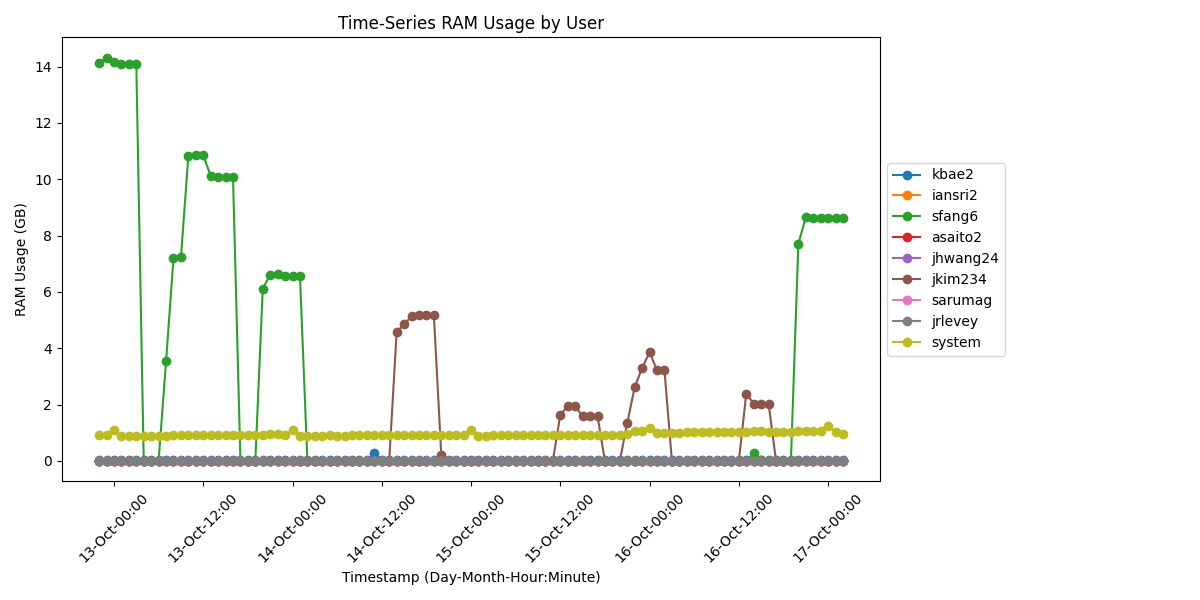 Time-Series RAM Usage by User
RAM Usage (GB)
14
12
10
8
6
4
2
0
13-Oct-00:00
13-Oct-12:00
14-Oct-00:00
14-Oct-12:00
15-Oct-00:00
15-Oct-12:00
16-Oct-00:00
16-Oct-12:00
17-Oct-00:00
Timestamp (Day-Month-Hour:Minute)
kbae2
iansri2
sfang6
asaito2
jhwang24
jkim234
sarumag
jrlevey
system